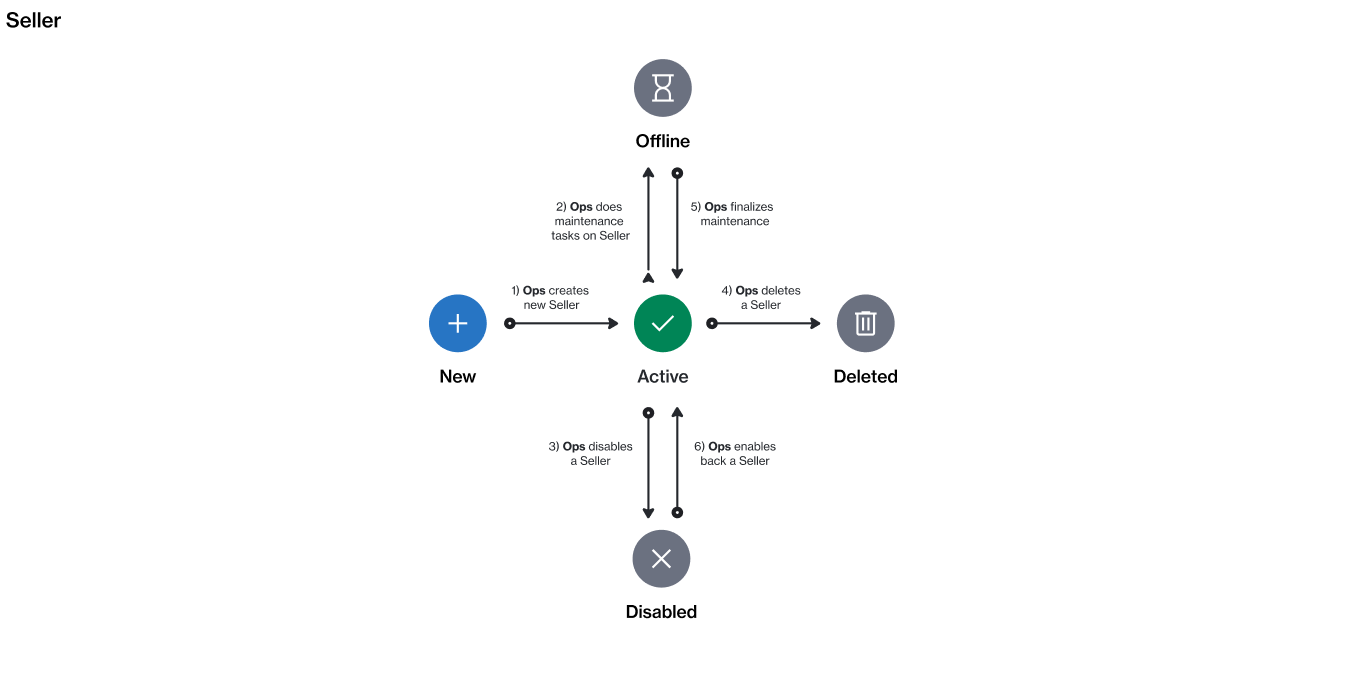 Seller
Offline
2) Ops does
maintenance
tasks on Seller
5) Ops finalizes
maintenance
1) Ops creates
new Seller
4) Ops deletes
a Seller
New
Active
Deleted
3) Ops disables
a Seller
6) Ops enables
back a Seller
Disabled